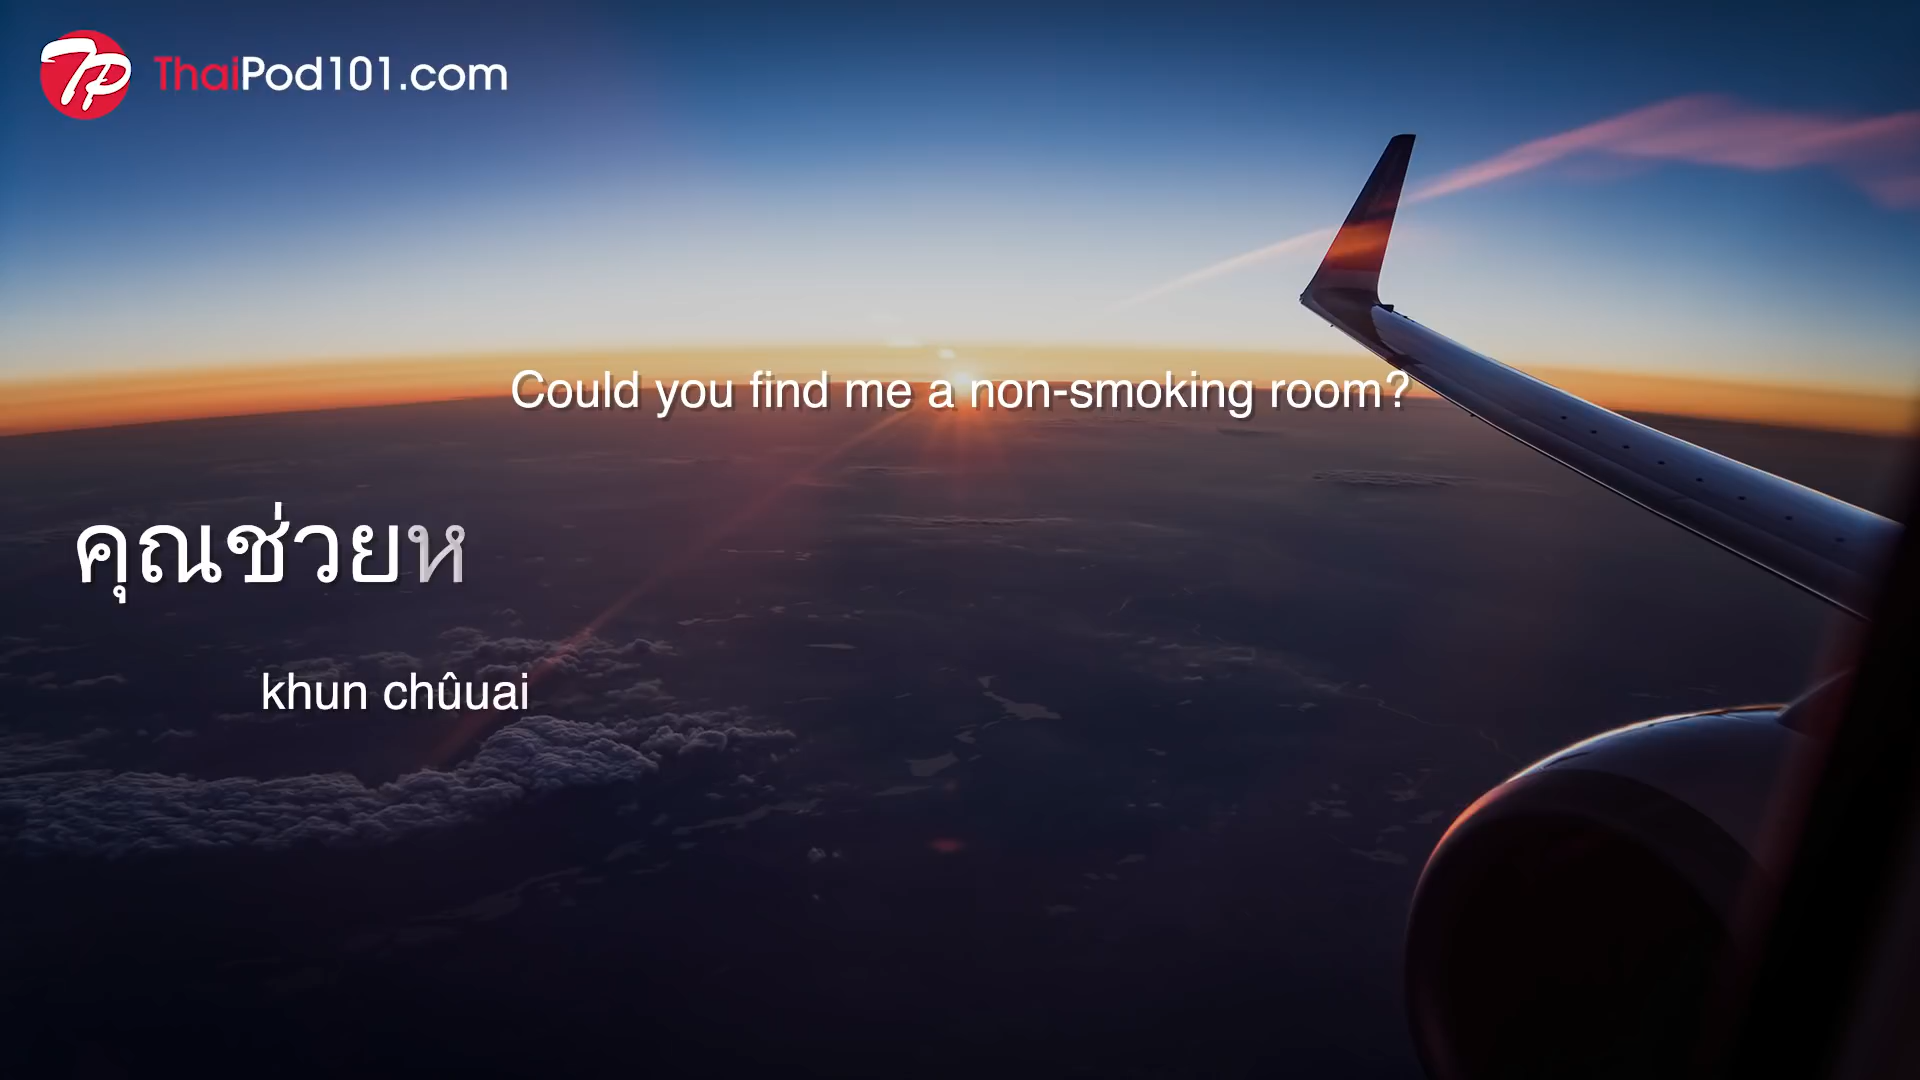 ThaiPod101.com
Could you find me a non-smoking room?
คุณช่วยห
khun chûuai